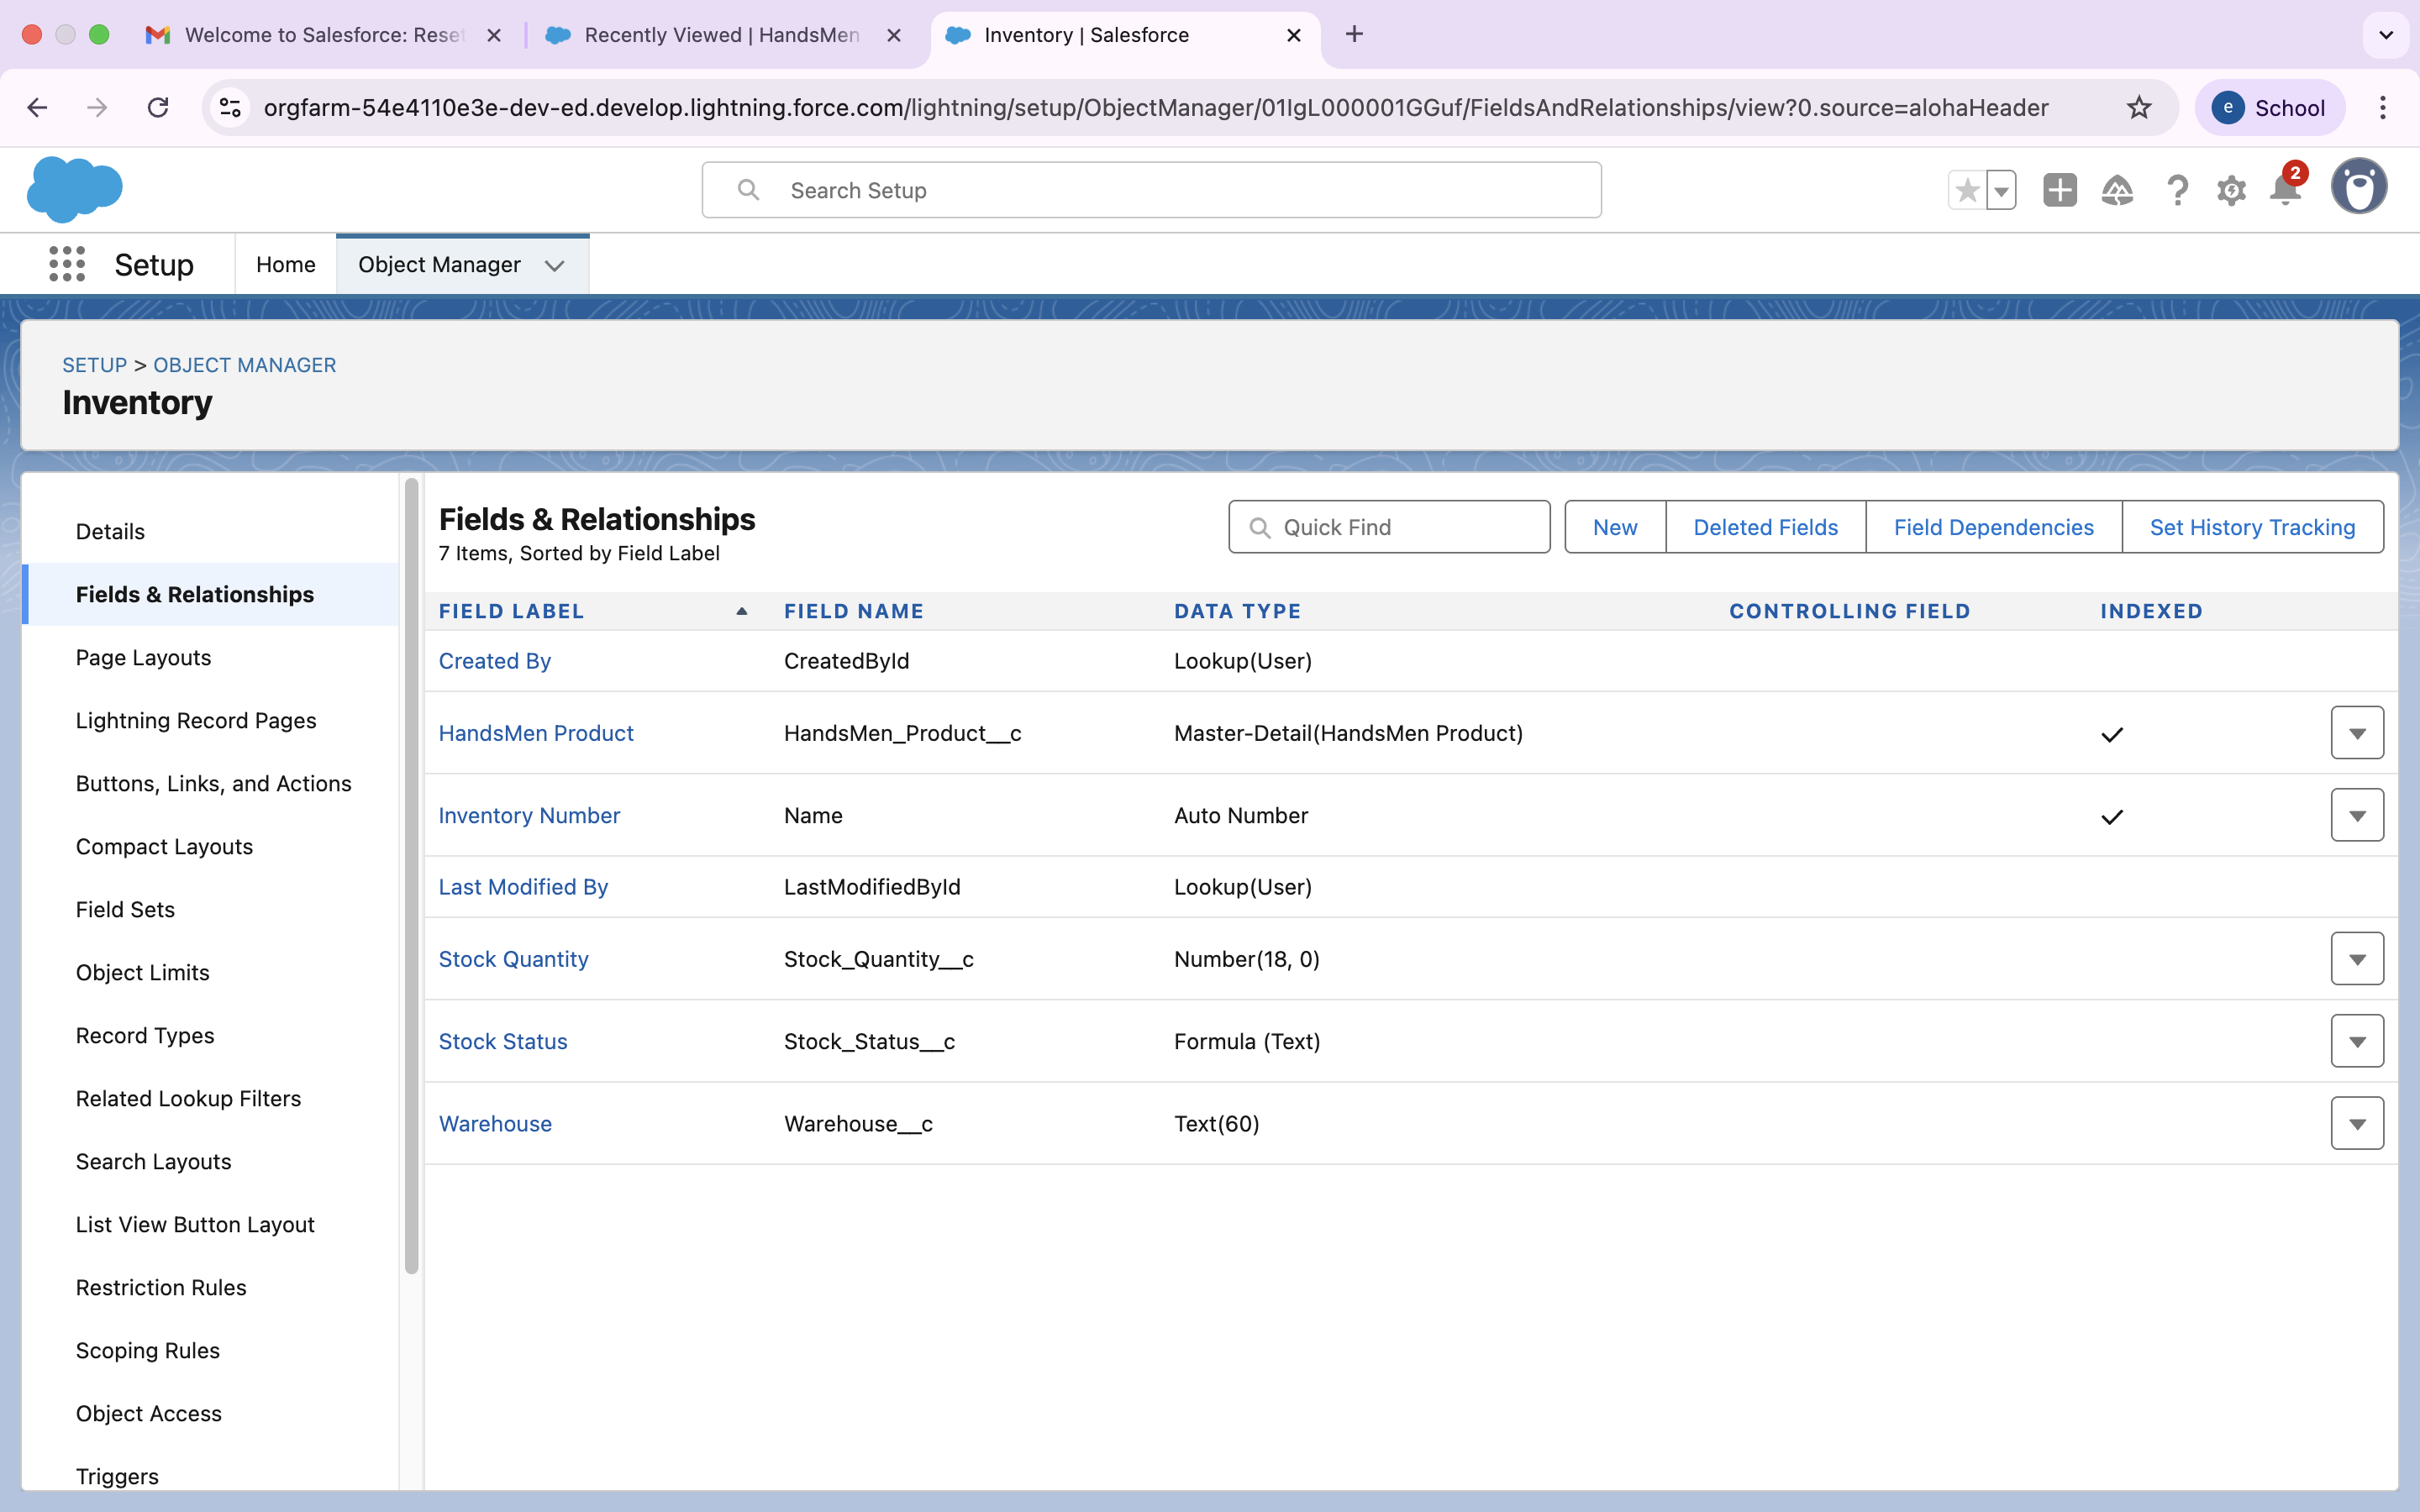 Welcome to Salesforce: Reset
Recently Viewed | HandsMen
Inventory | Salesforce
orgfarm-54e4110e3e-dev-ed.develop.lightning.force.com/lightning/setup/ObjectManager/01IgL000001GGuf/FieldsAndRelationships/view?0.source=alohaHeader
e School
Search Setup
2
Setup
Home
Object Manager
SETUP > OBJECT MANAGER
Inventory
Details
Fields & Relationships
Page Layouts
Lightning Record Pages
Buttons, Links, and Actions
Compact Layouts
Field Sets
Object Limits
Record Types
Related Lookup Filters
Search Layouts
List View Button Layout
Restriction Rules
Scoping Rules
Object Access
Triggers
Fields & Relationships
7 Items, Sorted by Field Label
Quick Find
New
Deleted Fields
Field Dependencies
Set History Tracking
FIELD LABEL FIELD NAME DATA TYPE CONTROLLING FIELD INDEXED
Created By CreatedById Lookup(User)
HandsMen Product HandsMen_Product__c Master-Detail(HandsMen Product)
Inventory Number Name Auto Number
Last Modified By LastModifiedById Lookup(User)
Stock Quantity Stock_Quantity__c Number(18, 0)
Stock Status Stock_Status__c Formula (Text)
Warehouse Warehouse__c Text(60)